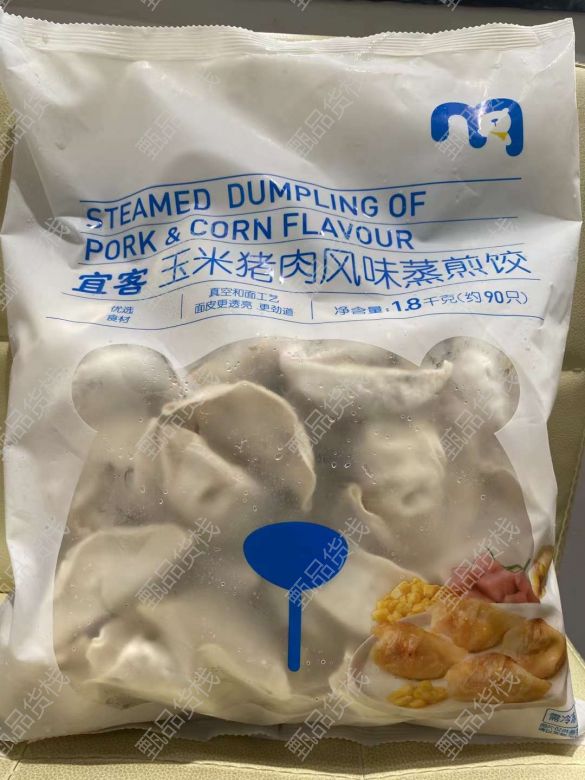 STEAMED DUMPLING OF
PORK & CORN FLAVOUR
宜客 玉米猪肉风味蒸煎饺
优选
食材
真空和面工艺
面皮更透亮 更劲道
净含量:1.8千克(约90只)
需冷
甄品货栈